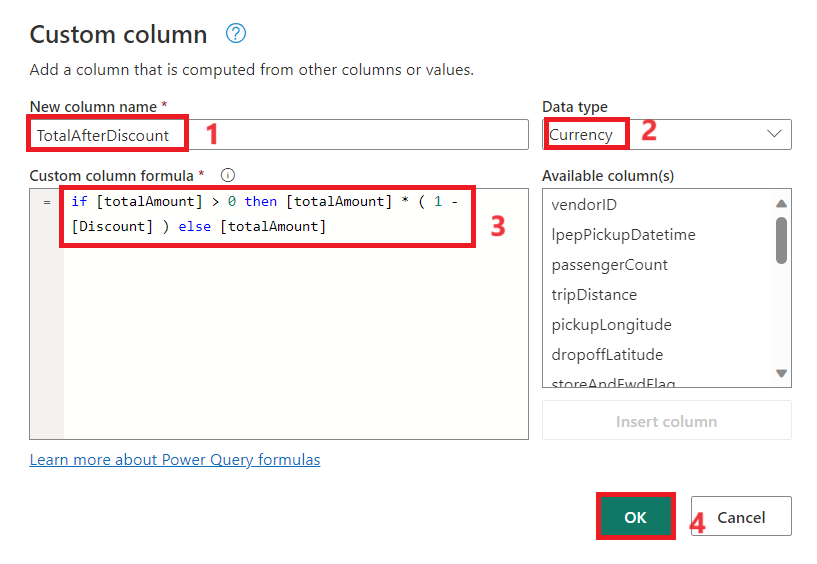 Custom column ?
Add a column that is computed from other columns or values.
New column name *
TotalAfterDiscount 1
Data type
Currency 2
Custom column formula *
= if [totalAmount] > 0 then [totalAmount] * ( 1 -
[Discount] ) else [totalAmount]
3
Available column(s)
vendorID
lpepPickupDatetime
passengerCount
tripDistance
pickupLongitude
dropoffLatitude
storeAndFwdFlag
Insert column
Learn more about Power Query formulas
OK 4 Cancel